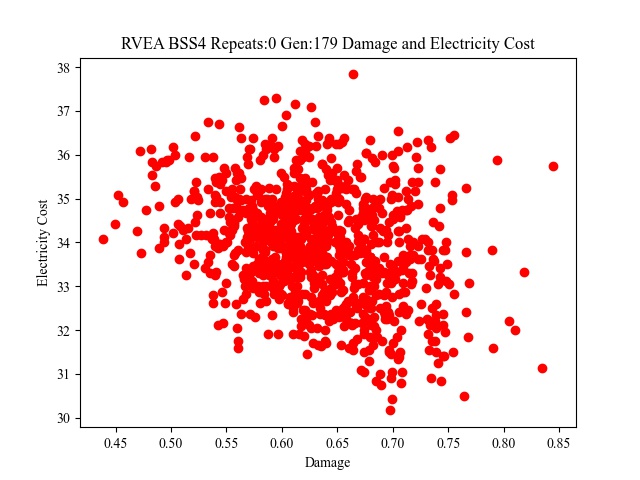 RVEA BSS4 Repeats:0 Gen:179 Damage and Electricity Cost
38
37
36
35
34
33
32
31
30
Electricity Cost
0.45 0.50 0.55 0.60 0.65 0.70 0.75 0.80 0.85
Damage